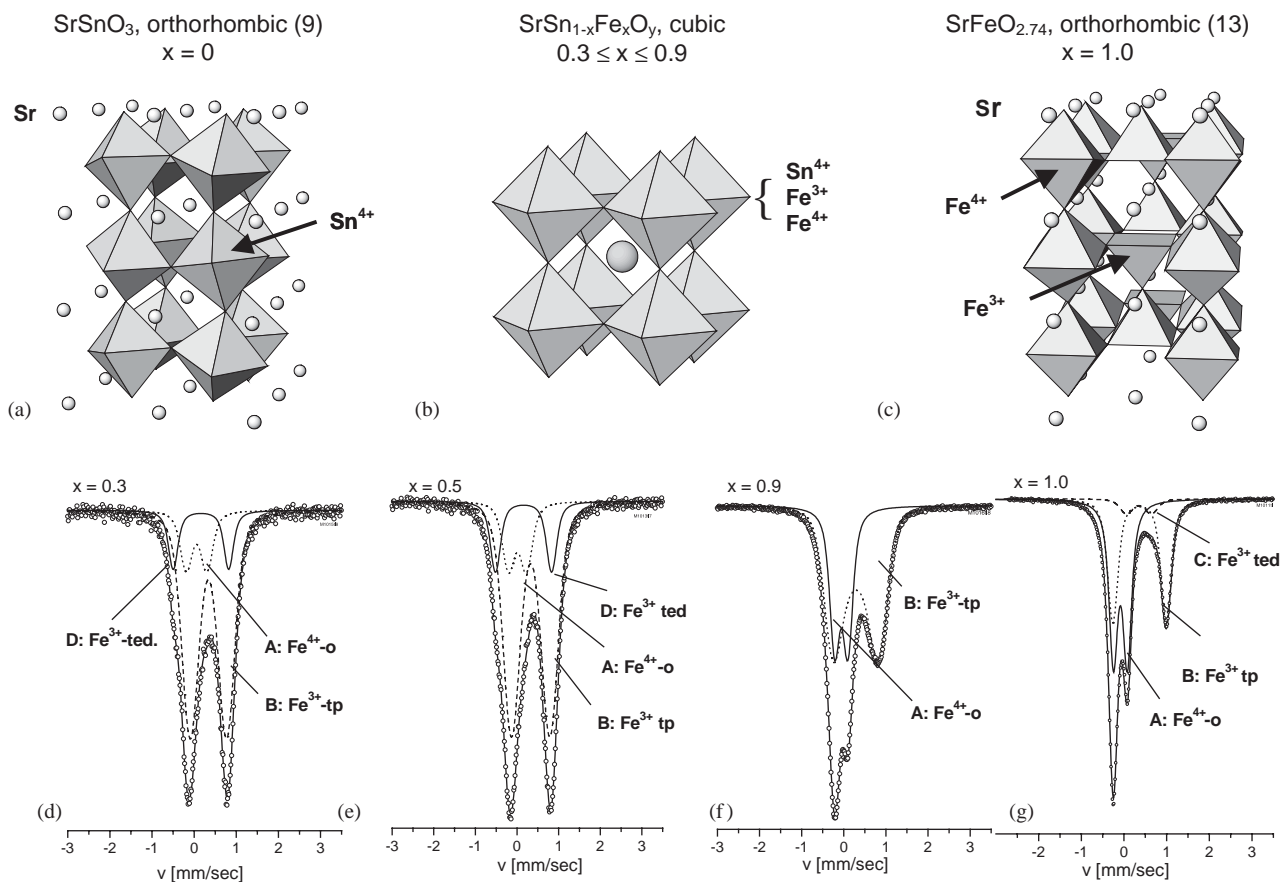 SrSnO₃, orthorhombic (9)
x = 0
SrSn₁₋ₓFeₓOᵧ, cubic
0.3 ≤ x ≤ 0.9
SrFeO₂.₇₄, orthorhombic (13)
x = 1.0
Sr
Sn⁴⁺
(a)
Sn⁴⁺
Fe³⁺
Fe⁴⁺
(b)
Sr
Fe⁴⁺
Fe³⁺
(c)
x = 0.3
D: Fe³⁺-ted.
A: Fe⁴⁺-o
B: Fe³⁺-tp
(d)
-3 -2 -1 0 1 2 3
v [mm/sec]
x = 0.5
D: Fe³⁺ ted
A: Fe⁴⁺-o
B: Fe³⁺ tp
(e)
-3 -2 -1 0 1 2 3
v [mm/sec]
x = 0.9
B: Fe³⁺-tp
A: Fe⁴⁺-o
(f)
-3 -2 -1 0 1 2 3
v [mm/sec]
x = 1.0
C: Fe³⁺ ted
B: Fe³⁺ tp
A: Fe⁴⁺-o
(g)
-2 -1 0 1 2 3
v [mm/sec]